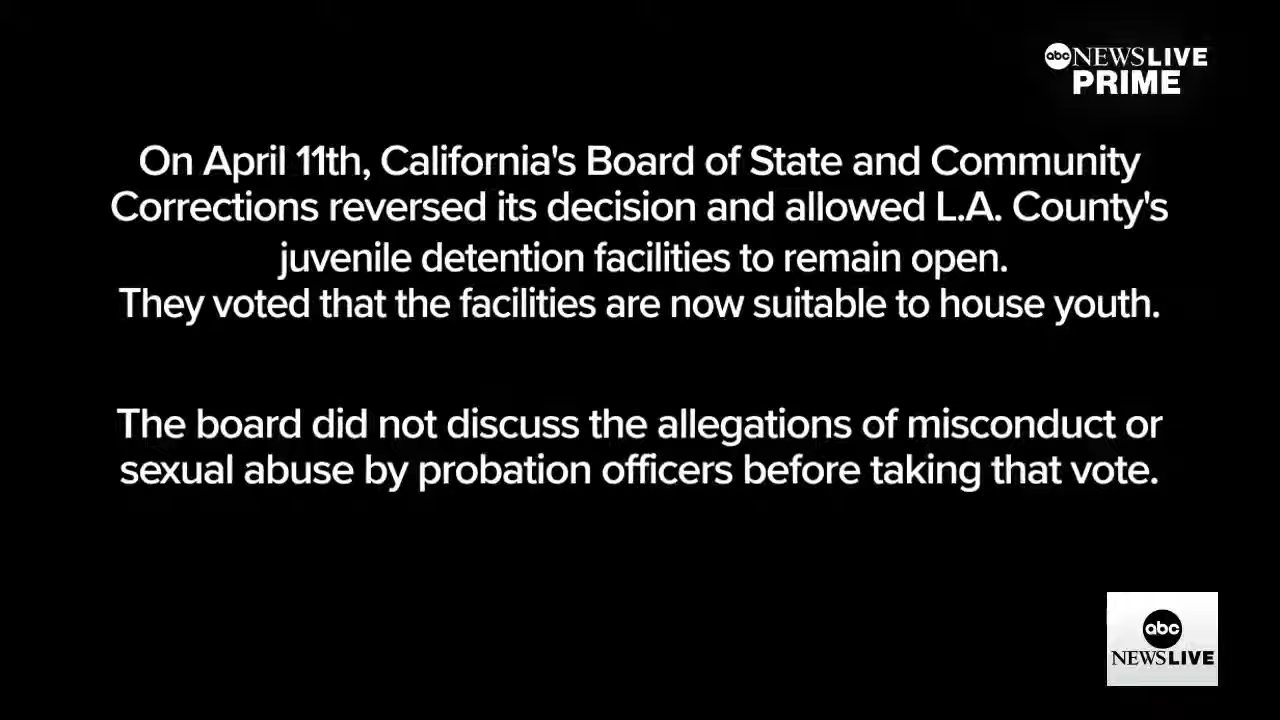 abc NEWS LIVE
PRIME
On April 11th, California's Board of State and Community
Corrections reversed its decision and allowed L.A. County's
juvenile detention facilities to remain open.
They voted that the facilities are now suitable to house youth.
The board did not discuss the allegations of misconduct or
sexual abuse by probation officers before taking that vote.
abc
NEWS LIVE